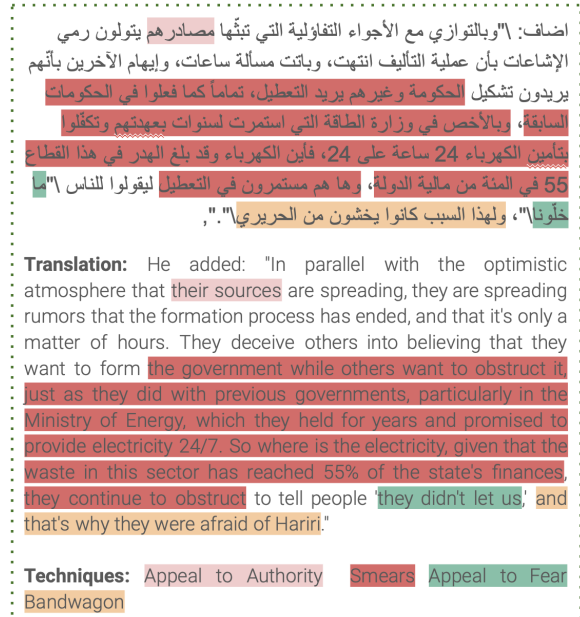 اضاف: \"وبالتوازي مع الأجواء التفاؤلية التي تبثّها مصادرهم يتولون رمي
الإشاعات بأن عملية التأليف انتهت، وباتت مسألة ساعات، وإيهام الآخرين بأنّهم
يريدون تشكيل الحكومة وغيرهم يريد التعطيل، تماماً كما فعلوا في الحكومات
السابقة، وبالأخص في وزارة الطاقة التي استمرت لسنوات بعهدتهم وتكفّلوا
بتأمين الكهرباء 24 ساعة على 24، فأين الكهرباء وقد بلغ الهدر في هذا القطاع
55 في المئة من مالية الدولة، وها هم مستمرون في التعطيل ليقولوا للناس \"ما
خلّونا\"، ولهذا السبب كانوا يخشون من الحريري\".",
Translation: He added: "In parallel with the optimistic
atmosphere that their sources are spreading, they are spreading
rumors that the formation process has ended, and that it's only a
matter of hours. They deceive others into believing that they
want to form the government while others want to obstruct it,
just as they did with previous governments, particularly in the
Ministry of Energy, which they held for years and promised to
provide electricity 24/7. So where is the electricity, given that the
waste in this sector has reached 55% of the state's finances,
they continue to obstruct to tell people 'they didn't let us,' and
that's why they were afraid of Hariri."
Techniques: Appeal to Authority Smears Appeal to Fear
Bandwagon